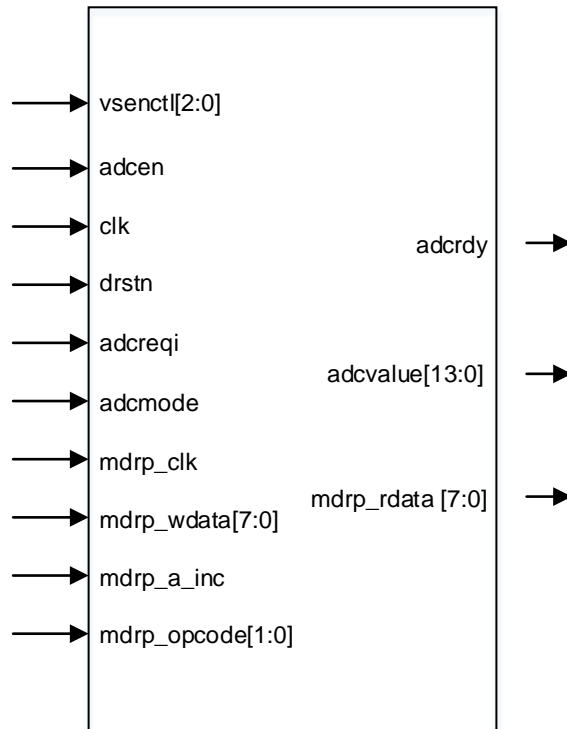 vsenctl[2:0]
adcen
clk
drstn
adcreqi
adcmode
mdrp_clk
mdrp_wdata[7:0]
mdrp_a_inc
mdrp_opcode[1:0]
adcrdy
adcvalue[13:0]
mdrp_rdata [7:0]